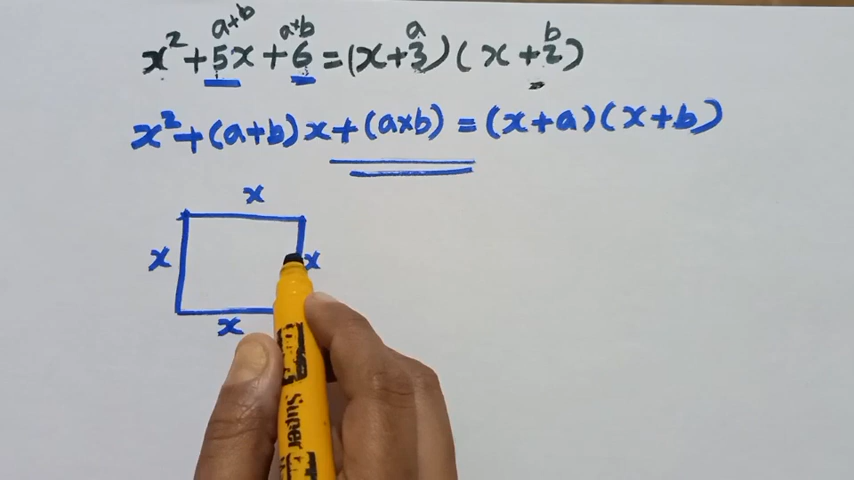 a+b a×b a b
x² + 5x + 6 = (x+3)(x+2)
x² + (a+b)x + (a×b) = (x+a)(x+b)
x
x x
x
Super